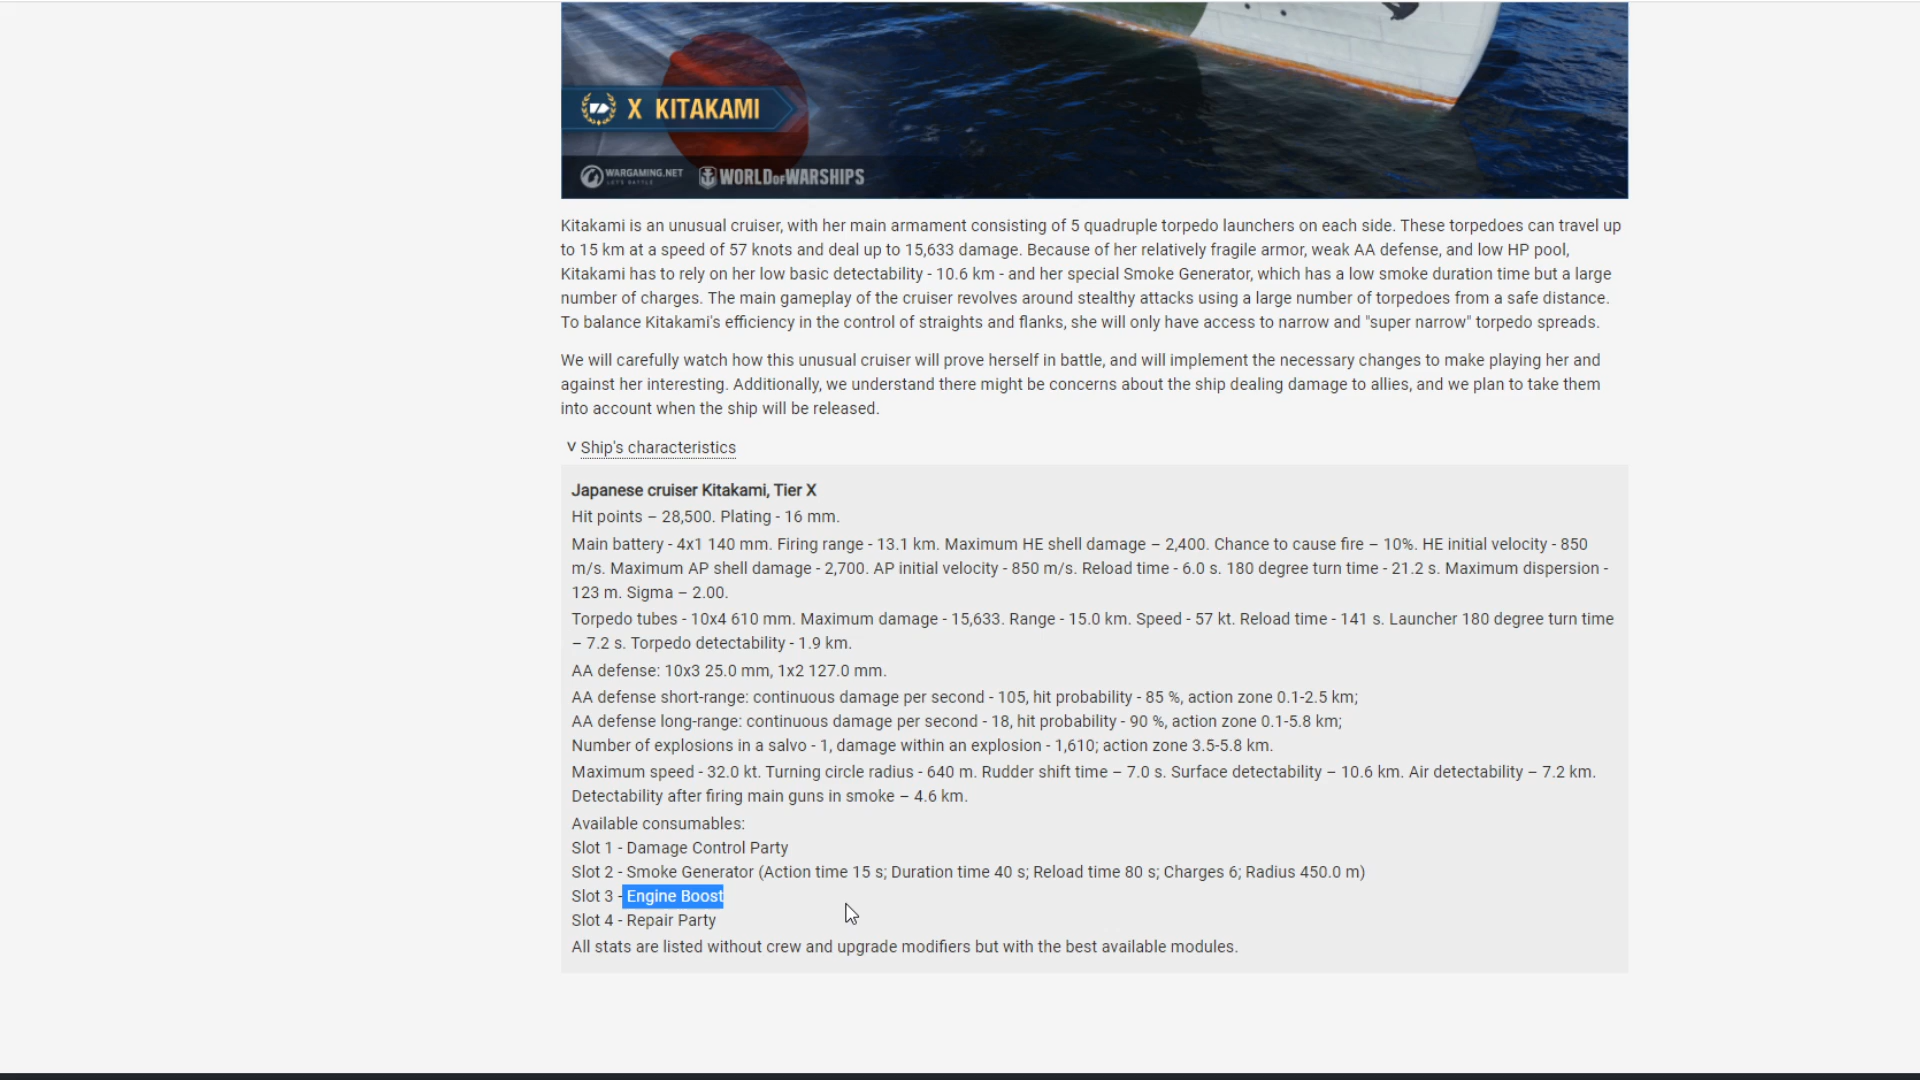 X KITAKAMI
WARGAMING.NET
LET'S BATTLE
WORLD OF WARSHIPS
Kitakami is an unusual cruiser, with her main armament consisting of 5 quadruple torpedo launchers on each side. These torpedoes can travel up
to 15 km at a speed of 57 knots and deal up to 15,633 damage. Because of her relatively fragile armor, weak AA defense, and low HP pool,
Kitakami has to rely on her low basic detectability - 10.6 km - and her special Smoke Generator, which has a low smoke duration time but a large
number of charges. The main gameplay of the cruiser revolves around stealthy attacks using a large number of torpedoes from a safe distance.
To balance Kitakami's efficiency in the control of straights and flanks, she will only have access to narrow and "super narrow" torpedo spreads.
We will carefully watch how this unusual cruiser will prove herself in battle, and will implement the necessary changes to make playing her and
against her interesting. Additionally, we understand there might be concerns about the ship dealing damage to allies, and we plan to take them
into account when the ship will be released.
V Ship's characteristics
Japanese cruiser Kitakami, Tier X
Hit points – 28,500. Plating - 16 mm.
Main battery - 4x1 140 mm. Firing range - 13.1 km. Maximum HE shell damage – 2,400. Chance to cause fire – 10%. HE initial velocity - 850
m/s. Maximum AP shell damage - 2,700. AP initial velocity - 850 m/s. Reload time - 6.0 s. 180 degree turn time - 21.2 s. Maximum dispersion -
123 m. Sigma – 2.00.
Torpedo tubes - 10x4 610 mm. Maximum damage - 15,633. Range - 15.0 km. Speed - 57 kt. Reload time - 141 s. Launcher 180 degree turn time
– 7.2 s. Torpedo detectability - 1.9 km.
AA defense: 10x3 25.0 mm, 1x2 127.0 mm.
AA defense short-range: continuous damage per second - 105, hit probability - 85 %, action zone 0.1-2.5 km;
AA defense long-range: continuous damage per second - 18, hit probability - 90 %, action zone 0.1-5.8 km;
Number of explosions in a salvo - 1, damage within an explosion - 1,610; action zone 3.5-5.8 km.
Maximum speed - 32.0 kt. Turning circle radius - 640 m. Rudder shift time – 7.0 s. Surface detectability – 10.6 km. Air detectability – 7.2 km.
Detectability after firing main guns in smoke – 4.6 km.
Available consumables:
Slot 1 - Damage Control Party
Slot 2 - Smoke Generator (Action time 15 s; Duration time 40 s; Reload time 80 s; Charges 6; Radius 450.0 m)
Slot 3 - Engine Boost
Slot 4 - Repair Party
All stats are listed without crew and upgrade modifiers but with the best available modules.